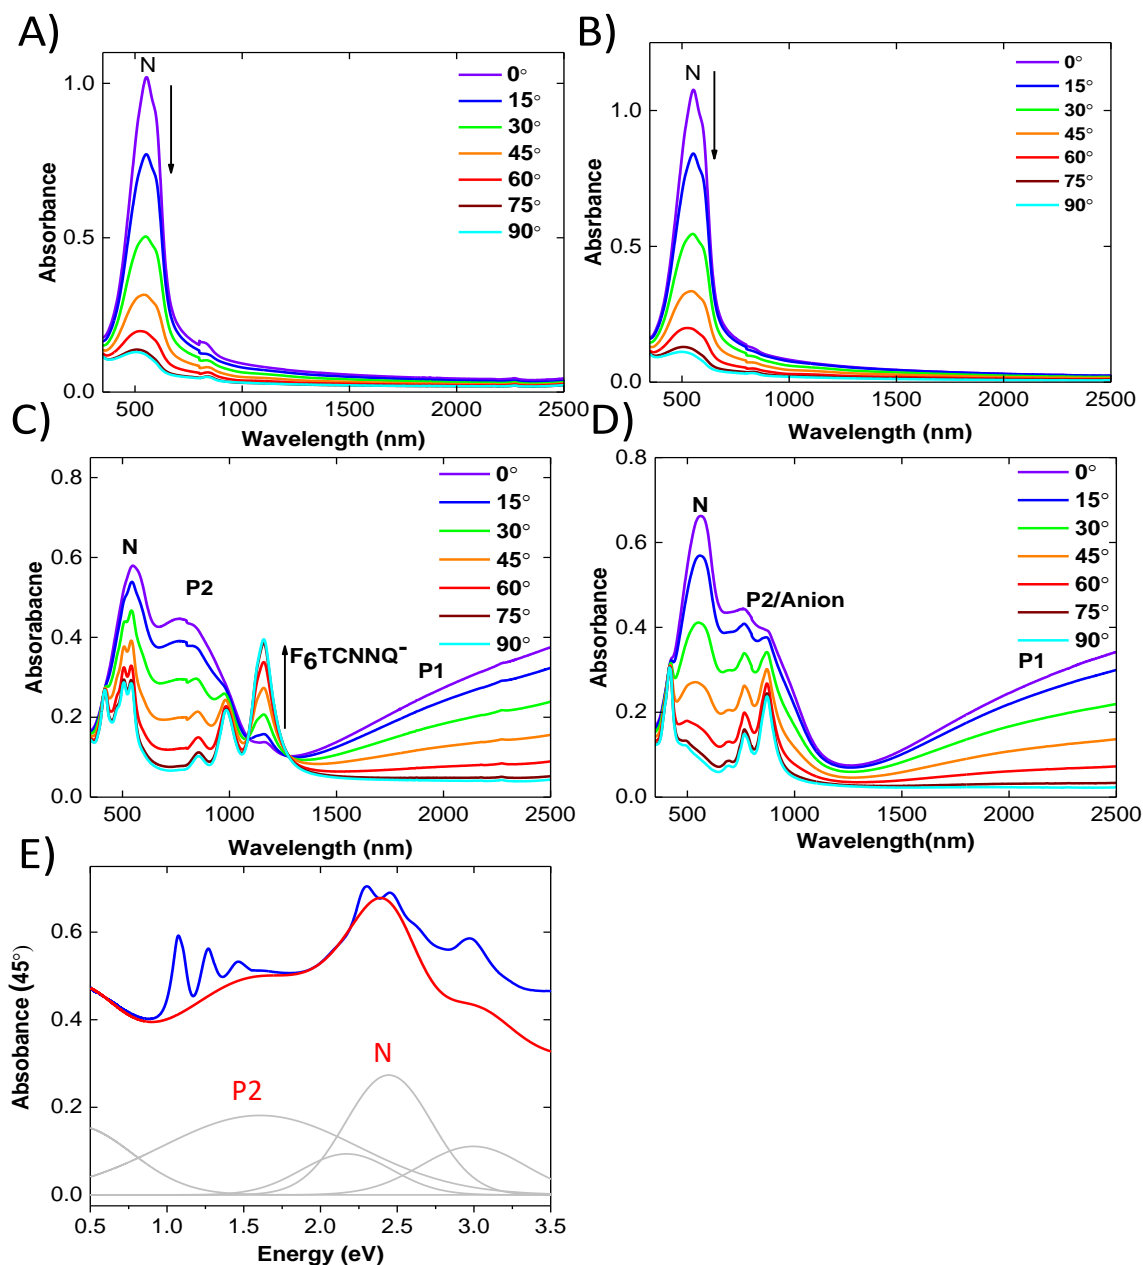 A)
N
0°
15°
30°
45°
60°
75°
90°
1.0
0.5
0.0
Absorbance
500 1000 1500 2000 2500
Wavelength (nm)
B)
N
0°
15°
30°
45°
60°
75°
90°
1.0
0.5
0.0
Absrbance
500 1000 1500 2000 2500
Wavelength (nm)
C)
0°
15°
30°
45°
60°
75°
90°
N
P2
F6TCNNQ-
P1
0.8
0.6
0.4
0.2
0.0
Absorabacne
500 1000 1500 2000 2500
Wavelength (nm)
D)
0°
15°
30°
45°
60°
75°
90°
N
P2/Anion
P1
0.8
0.6
0.4
0.2
0.0
Absorbance
500 1000 1500 2000 2500
Wavelength(nm)
E)
N
P2
0.6
0.4
0.2
0.0
Absobance (45°)
0.5 1.0 1.5 2.0 2.5 3.0 3.5
Energy (eV)